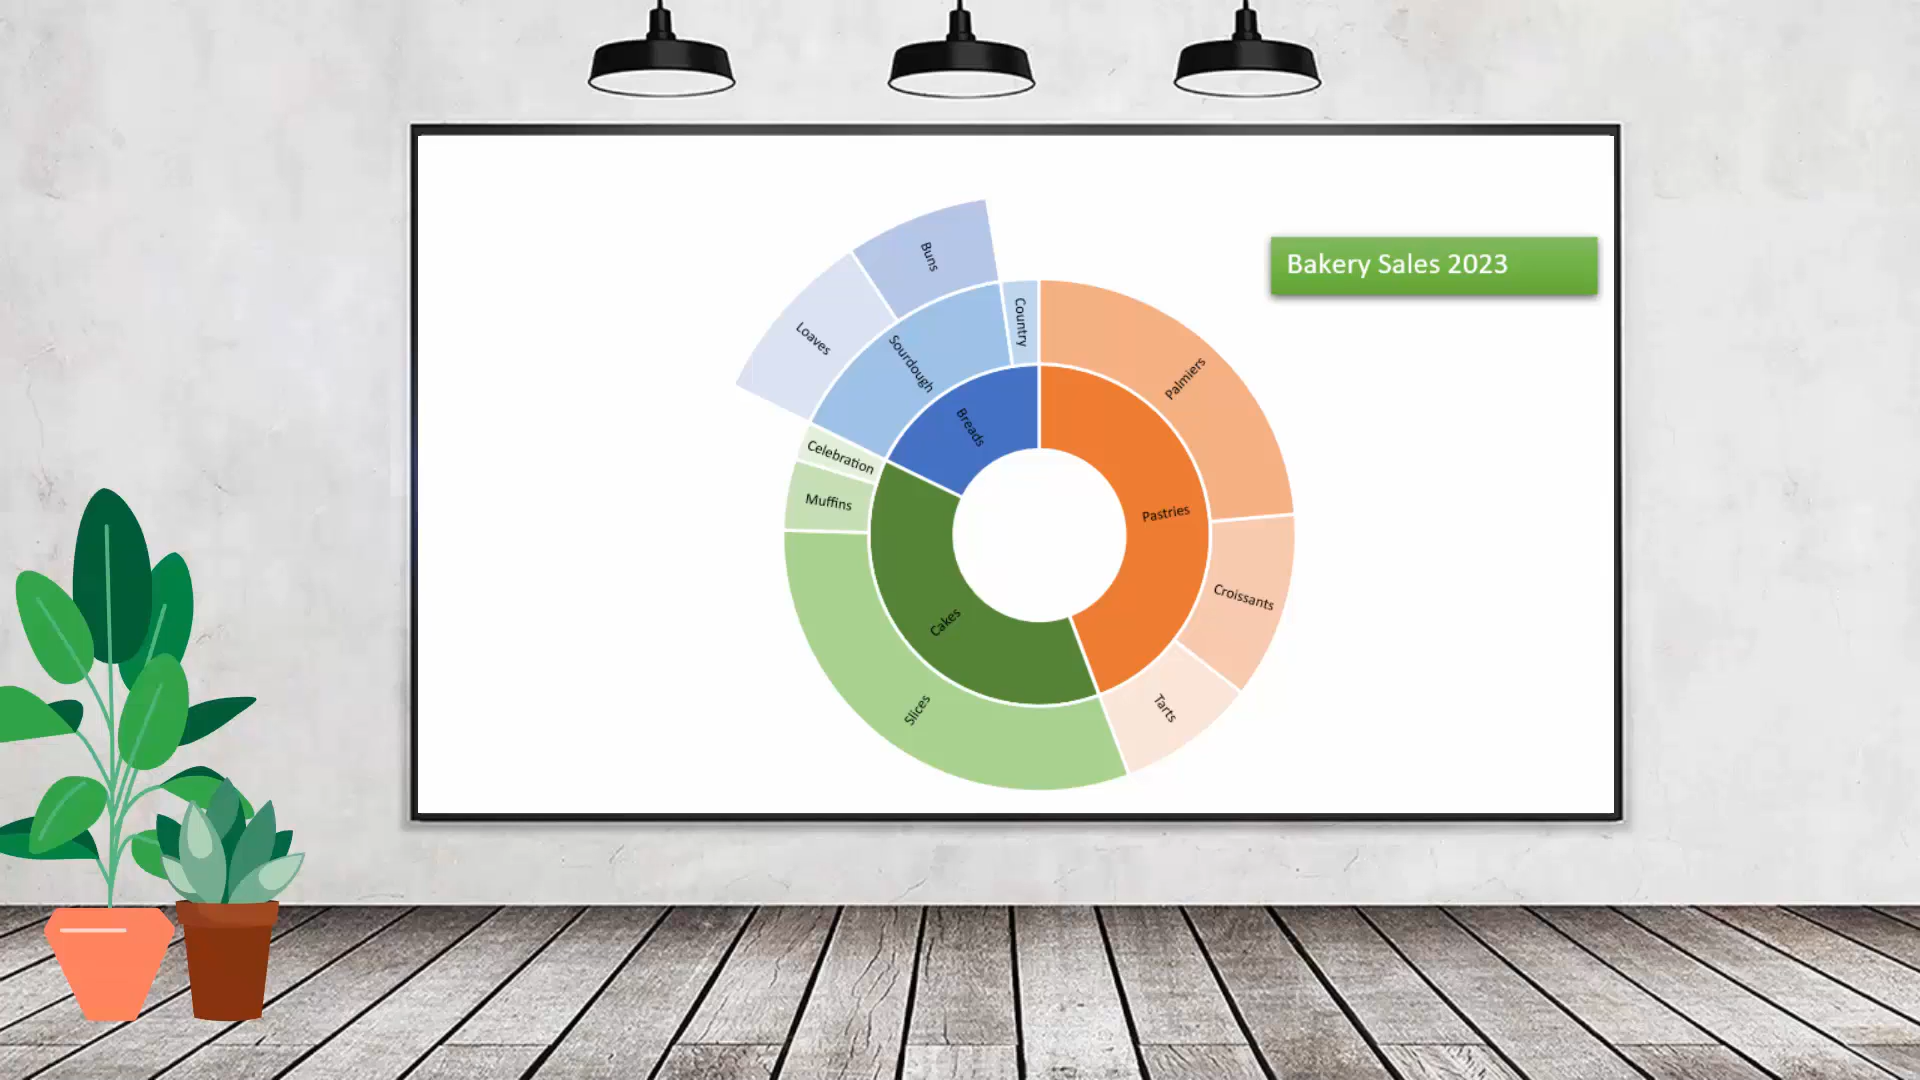 Bakery Sales 2023
Buns
Loaves
Country
Sourdough
Palmiers
Breads
Celebration
Muffins
Pastries
Croissants
Cakes
Slices
Tarts